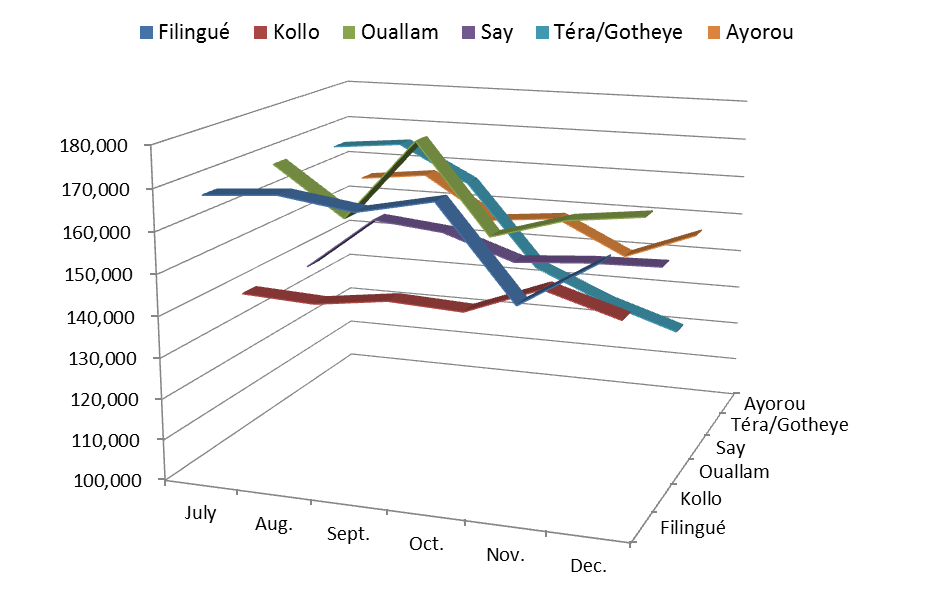 Filingué Kollo Ouallam Say Téra/Gotheye Ayorou
180,000
170,000
160,000
150,000
140,000
130,000
120,000
110,000
100,000
July
Aug.
Sept.
Oct.
Nov.
Dec.
Ayorou
Téra/Gotheye
Say
Ouallam
Kollo
Filingué